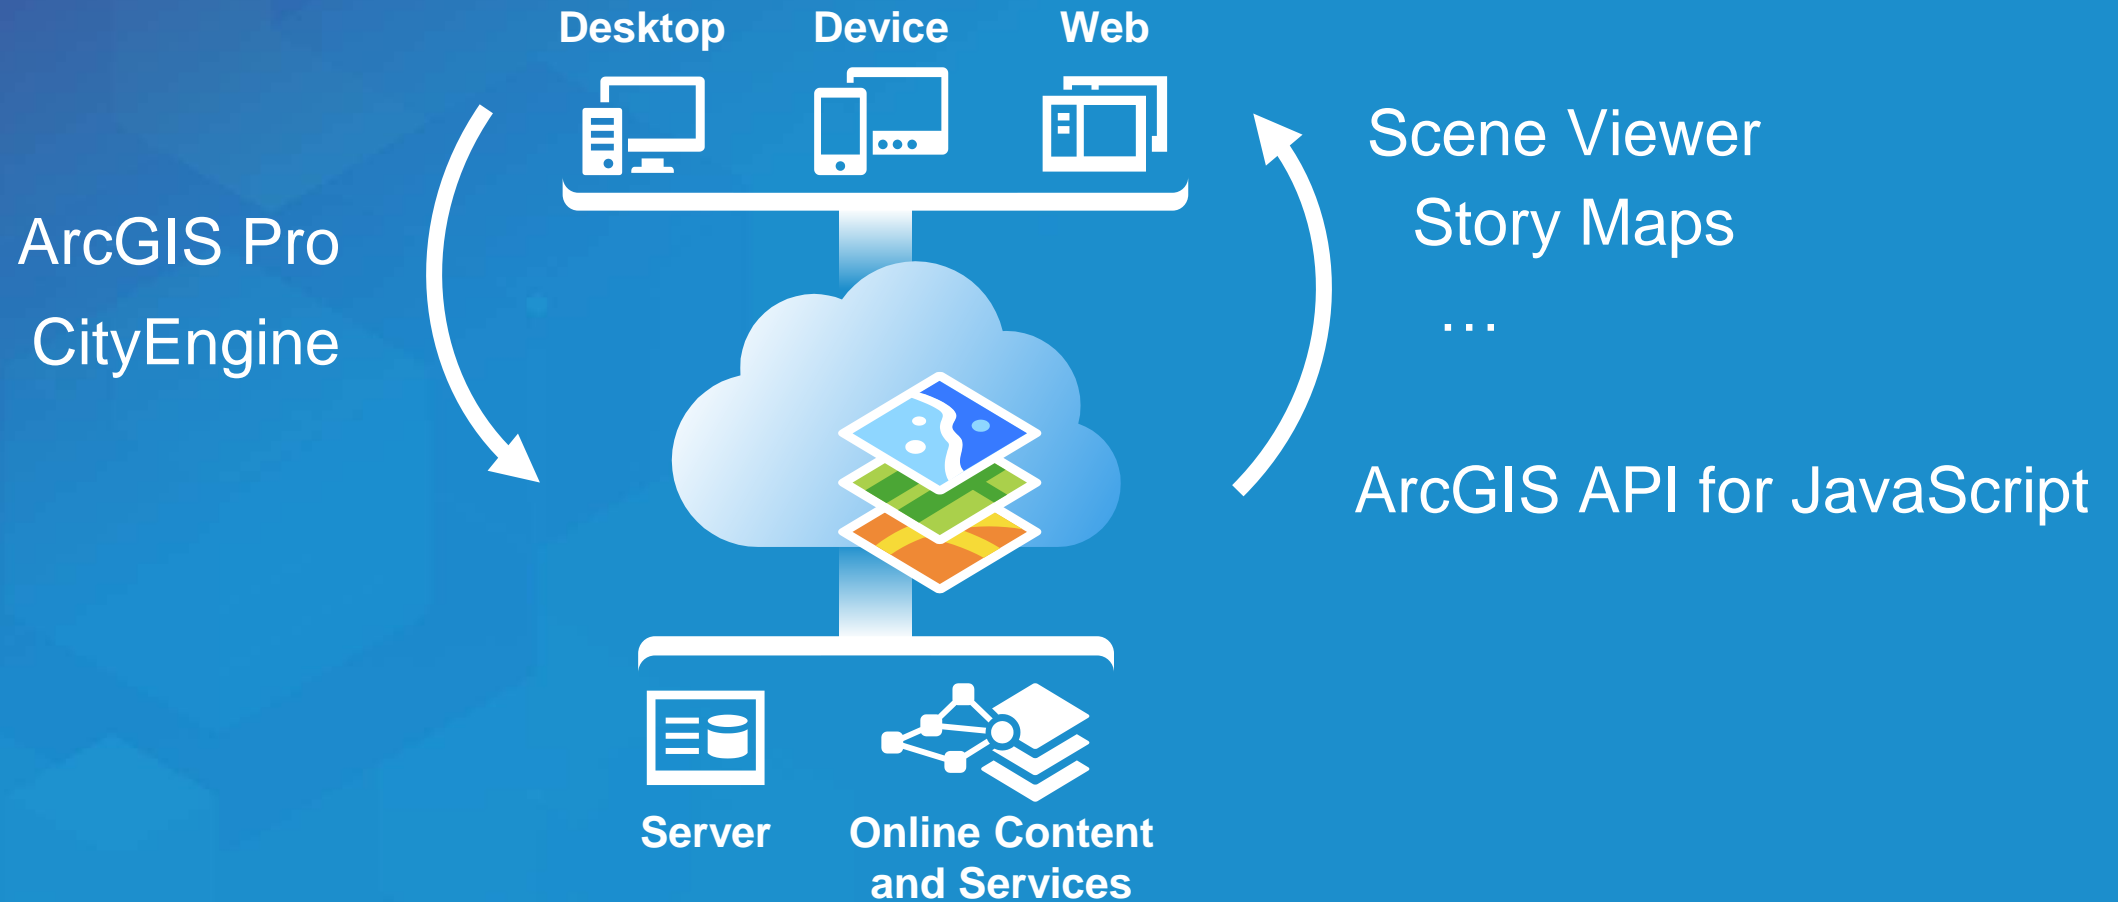 Desktop
Device
Web
ArcGIS Pro
CityEngine
Scene Viewer
Story Maps
…
ArcGIS API for JavaScript
Server
Online Content
and Services